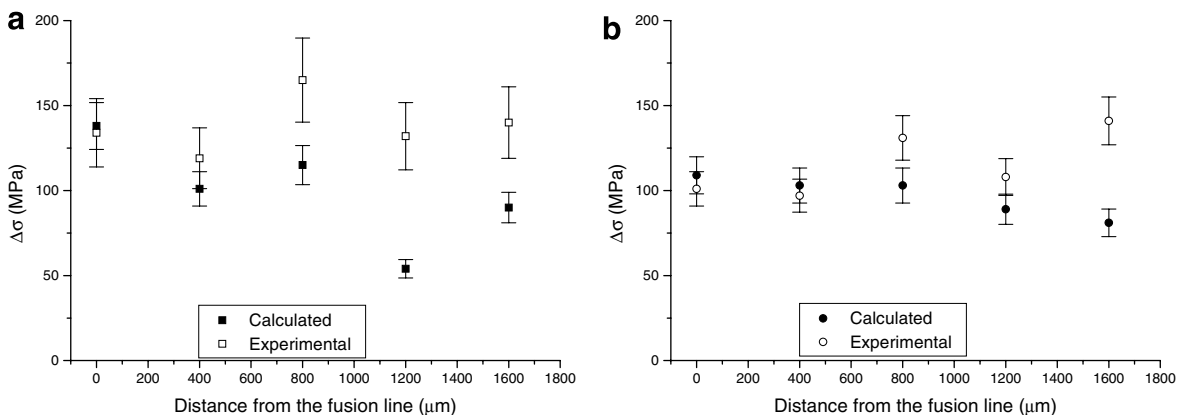 a
200
150
100
50
0
Δσ (MPa)
Calculated
Experimental
0 200 400 600 800 1000 1200 1400 1600 1800
Distance from the fusion line (μm)
b
200
150
100
50
0
Δσ (MPa)
Calculated
Experimental
0 200 400 600 800 1000 1200 1400 1600 1800
Distance from the fusion line (μm)